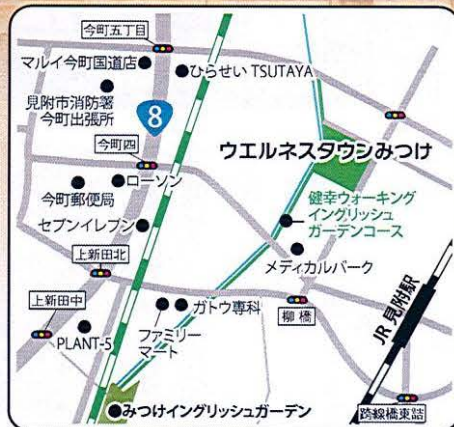 今町五丁目
マルイ今町国道店
ひらせい TSUTAYA
見附市消防署
今町出張所
8
今町四
ウエルネスタウンみつけ
今町郵便局
ローソン
健幸ウォーキング
イングリッシュ
ガーデンコース
セブンイレブン
メディカルパーク
上新田北
上新田中
ガトウ専科
ファミリー
マート
柳橋
JR 見附駅
PLANT-5
みつけイングリッシュガーデン
跨線橋東詰